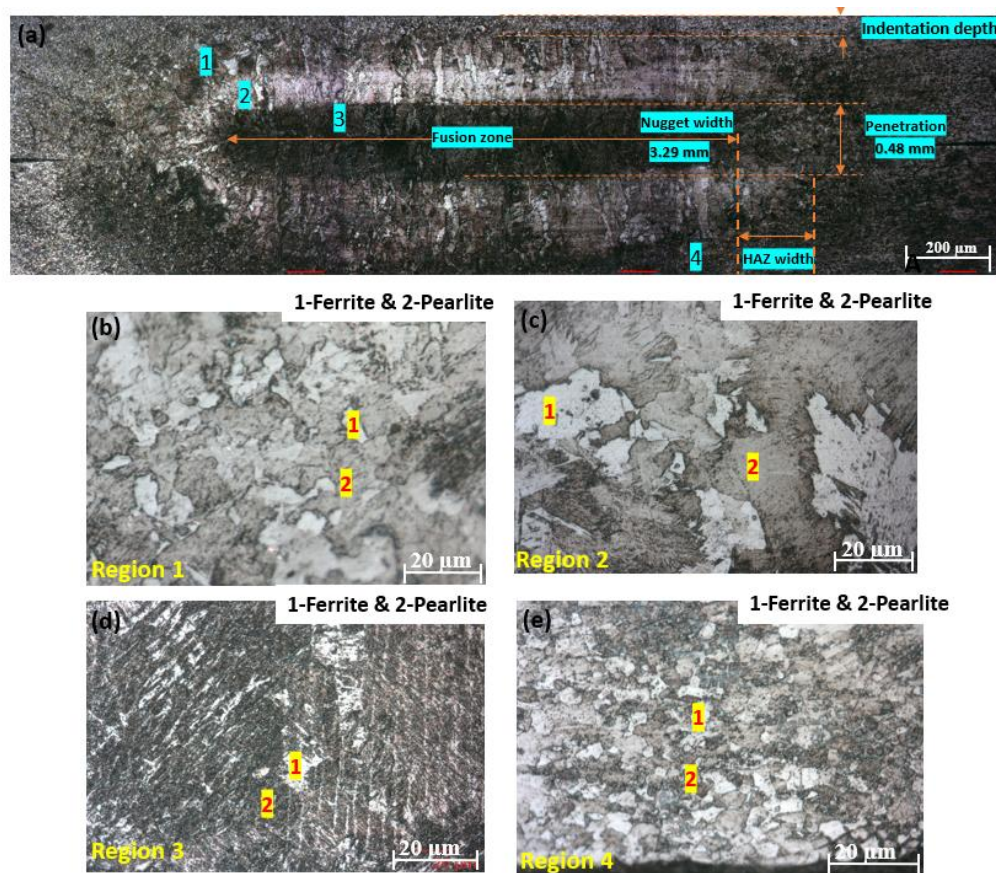 (a)
Indentation depth
1
2
3
Fusion zone
Nugget width
3.29 mm
Penetration
0.48 mm
4
HAZ width
200 µm
A
1-Ferrite & 2-Pearlite
(b)
1
2
Region 1
20 µm
1-Ferrite & 2-Pearlite
(c)
1
2
Region 2
20 µm
1-Ferrite & 2-Pearlite
(d)
1
2
Region 3
20 µm
1-Ferrite & 2-Pearlite
(e)
1
2
Region 4
20 µm